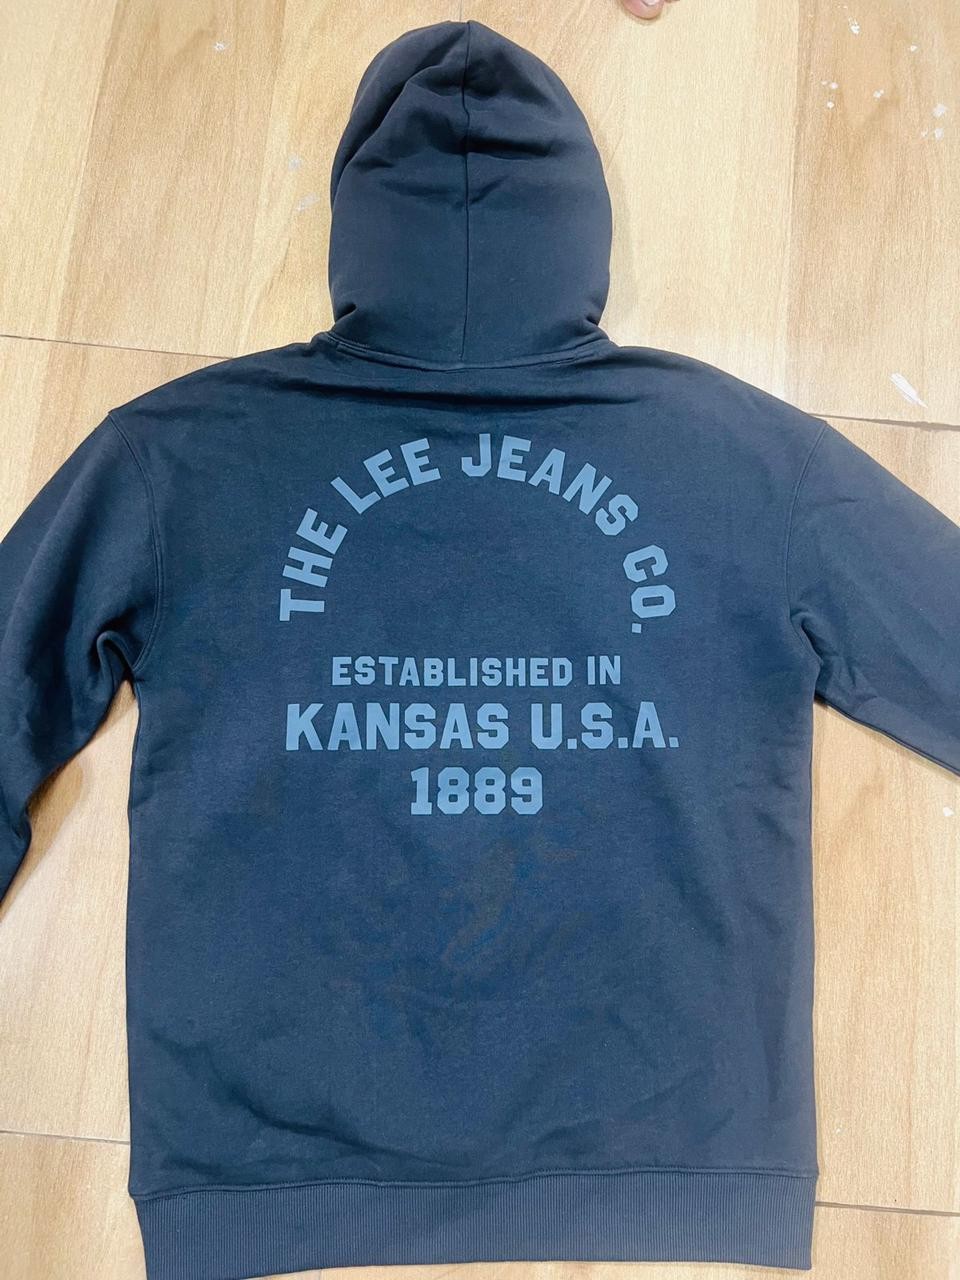 THE LEE JEANS CO.
ESTABLISHED IN
KANSAS U.S.A.
1889